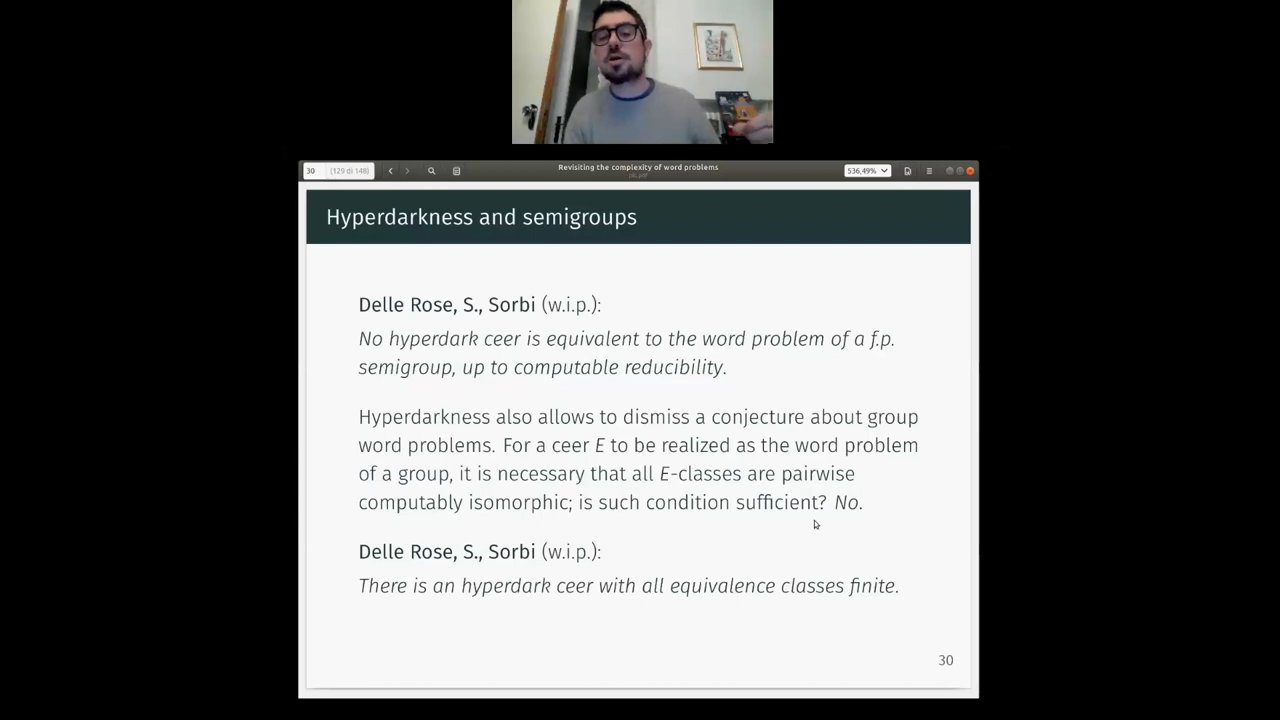 30 (129 di 148)
Revisiting the complexity of word problems
536,49%
Hyperdarkness and semigroups
Delle Rose, S., Sorbi (w.i.p.):
No hyperdark ceer is equivalent to the word problem of a f.p.
semigroup, up to computable reducibility.
Hyperdarkness also allows to dismiss a conjecture about group
word problems. For a ceer E to be realized as the word problem
of a group, it is necessary that all E-classes are pairwise
computably isomorphic; is such condition sufficient? No.
Delle Rose, S., Sorbi (w.i.p.):
There is an hyperdark ceer with all equivalence classes finite.
30